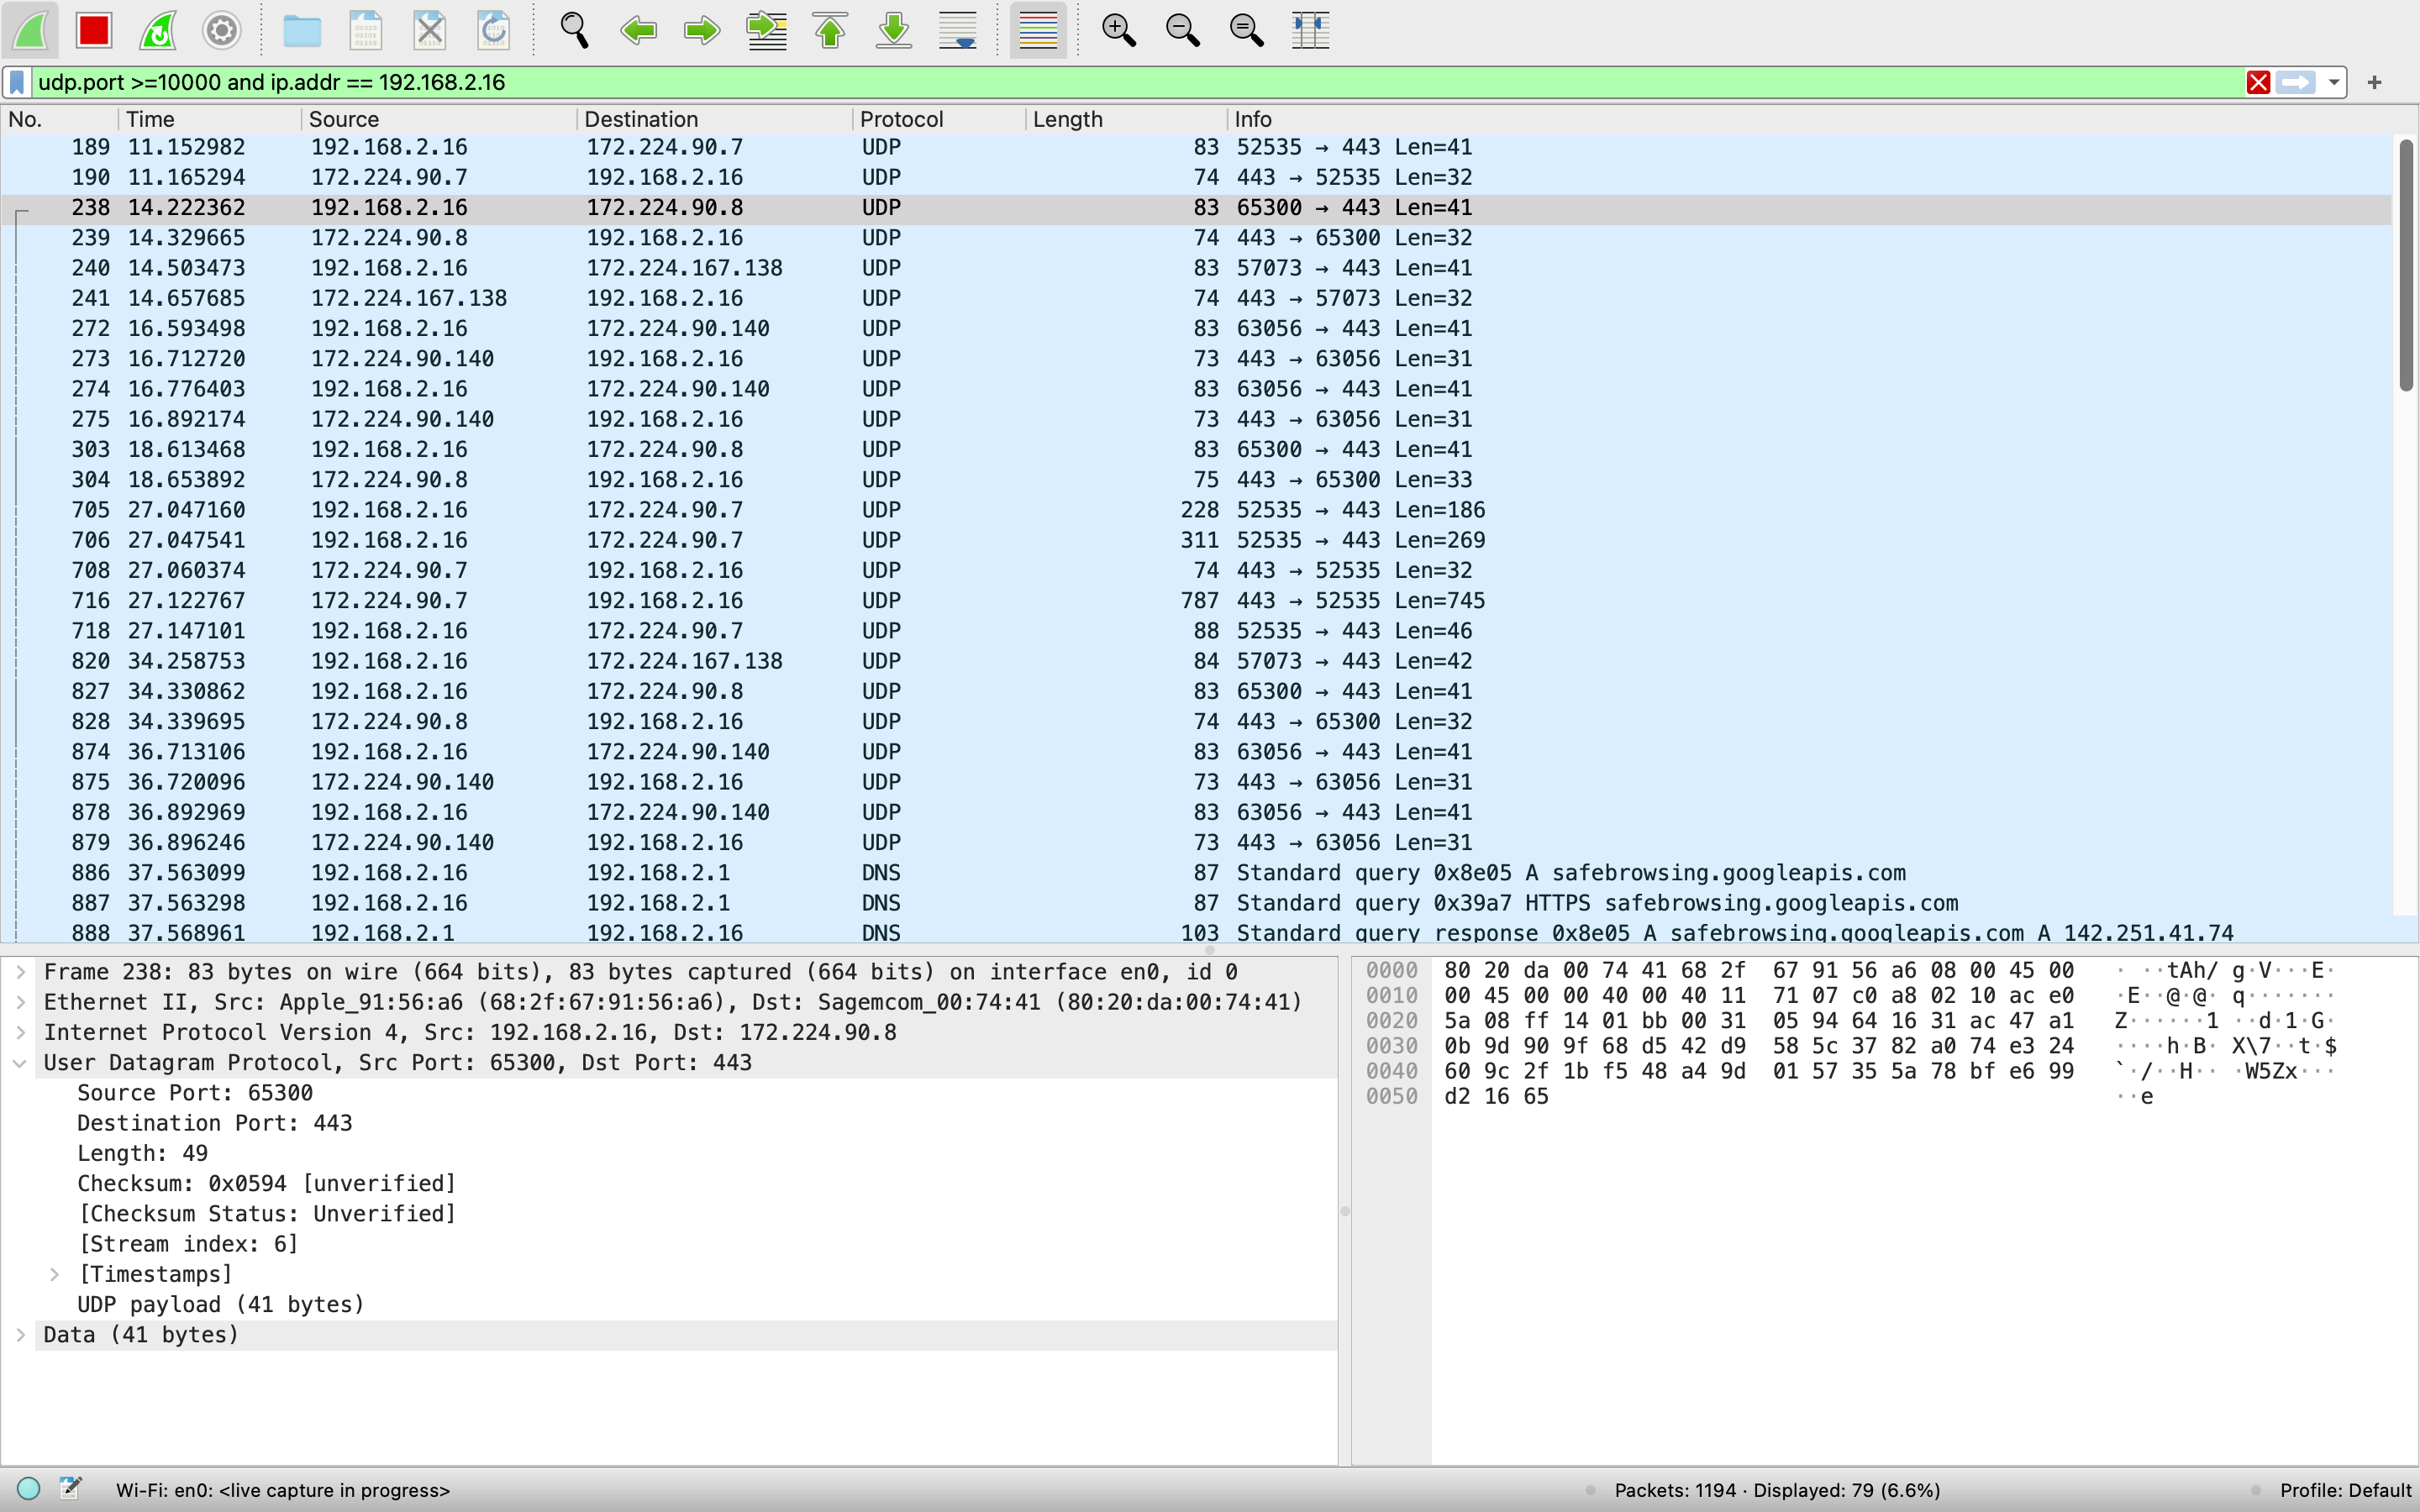 udp.port >=10000 and ip.addr == 192.168.2.16
No. Time Source Destination Protocol Length Info
189 11.152982 192.168.2.16 172.224.90.7 UDP 83 52535 → 443 Len=41
190 11.165294 172.224.90.7 192.168.2.16 UDP 74 443 → 52535 Len=32
238 14.222362 192.168.2.16 172.224.90.8 UDP 83 65300 → 443 Len=41
239 14.329665 172.224.90.8 192.168.2.16 UDP 74 443 → 65300 Len=32
240 14.503473 192.168.2.16 172.224.167.138 UDP 83 57073 → 443 Len=41
241 14.657685 172.224.167.138 192.168.2.16 UDP 74 443 → 57073 Len=32
272 16.593498 192.168.2.16 172.224.90.140 UDP 83 63056 → 443 Len=41
273 16.712720 172.224.90.140 192.168.2.16 UDP 73 443 → 63056 Len=31
274 16.776403 192.168.2.16 172.224.90.140 UDP 83 63056 → 443 Len=41
275 16.892174 172.224.90.140 192.168.2.16 UDP 73 443 → 63056 Len=31
303 18.613468 192.168.2.16 172.224.90.8 UDP 83 65300 → 443 Len=41
304 18.653892 172.224.90.8 192.168.2.16 UDP 75 443 → 65300 Len=33
705 27.047160 192.168.2.16 172.224.90.7 UDP 228 52535 → 443 Len=186
706 27.047541 192.168.2.16 172.224.90.7 UDP 311 52535 → 443 Len=269
708 27.060374 172.224.90.7 192.168.2.16 UDP 74 443 → 52535 Len=32
716 27.122767 172.224.90.7 192.168.2.16 UDP 787 443 → 52535 Len=745
718 27.147101 192.168.2.16 172.224.90.7 UDP 88 52535 → 443 Len=46
820 34.258753 192.168.2.16 172.224.167.138 UDP 84 57073 → 443 Len=42
827 34.330862 192.168.2.16 172.224.90.8 UDP 83 65300 → 443 Len=41
828 34.339695 172.224.90.8 192.168.2.16 UDP 74 443 → 65300 Len=32
874 36.713106 192.168.2.16 172.224.90.140 UDP 83 63056 → 443 Len=41
875 36.720096 172.224.90.140 192.168.2.16 UDP 73 443 → 63056 Len=31
878 36.892969 192.168.2.16 172.224.90.140 UDP 83 63056 → 443 Len=41
879 36.896246 172.224.90.140 192.168.2.16 UDP 73 443 → 63056 Len=31
886 37.563099 192.168.2.16 192.168.2.1 DNS 87 Standard query 0x8e05 A safebrowsing.googleapis.com
887 37.563298 192.168.2.16 192.168.2.1 DNS 87 Standard query 0x39a7 HTTPS safebrowsing.googleapis.com
888 37.568961 192.168.2.1 192.168.2.16 DNS 103 Standard query response 0x8e05 A safebrowsing.googleapis.com A 142.251.41.74
Frame 238: 83 bytes on wire (664 bits), 83 bytes captured (664 bits) on interface en0, id 0
Ethernet II, Src: Apple_91:56:a6 (68:2f:67:91:56:a6), Dst: Sagemcom_00:74:41 (80:20:da:00:74:41)
Internet Protocol Version 4, Src: 192.168.2.16, Dst: 172.224.90.8
User Datagram Protocol, Src Port: 65300, Dst Port: 443
Source Port: 65300
Destination Port: 443
Length: 49
Checksum: 0x0594 [unverified]
[Checksum Status: Unverified]
[Stream index: 6]
[Timestamps]
UDP payload (41 bytes)
Data (41 bytes)
0000 80 20 da 00 74 41 68 2f 67 91 56 a6 08 00 45 00 · ··tAh/ g·V···E·
0010 00 45 00 00 40 00 40 11 71 07 c0 a8 02 10 ac e0 ·E··@·@· q·······
0020 5a 08 ff 14 01 bb 00 31 05 94 64 16 31 ac 47 a1 Z······1 ··d·1·G·
0030 0b 9d 90 9f 68 d5 42 d9 58 5c 37 82 a0 74 e3 24 ····h·B· X\7··t·$
0040 60 9c 2f 1b f5 48 a4 9d 01 57 35 5a 78 bf e6 99 `·/··H·· ·W5Zx···
0050 d2 16 65 ··e
Wi-Fi: en0: <live capture in progress> Packets: 1194 · Displayed: 79 (6.6%) Profile: Default